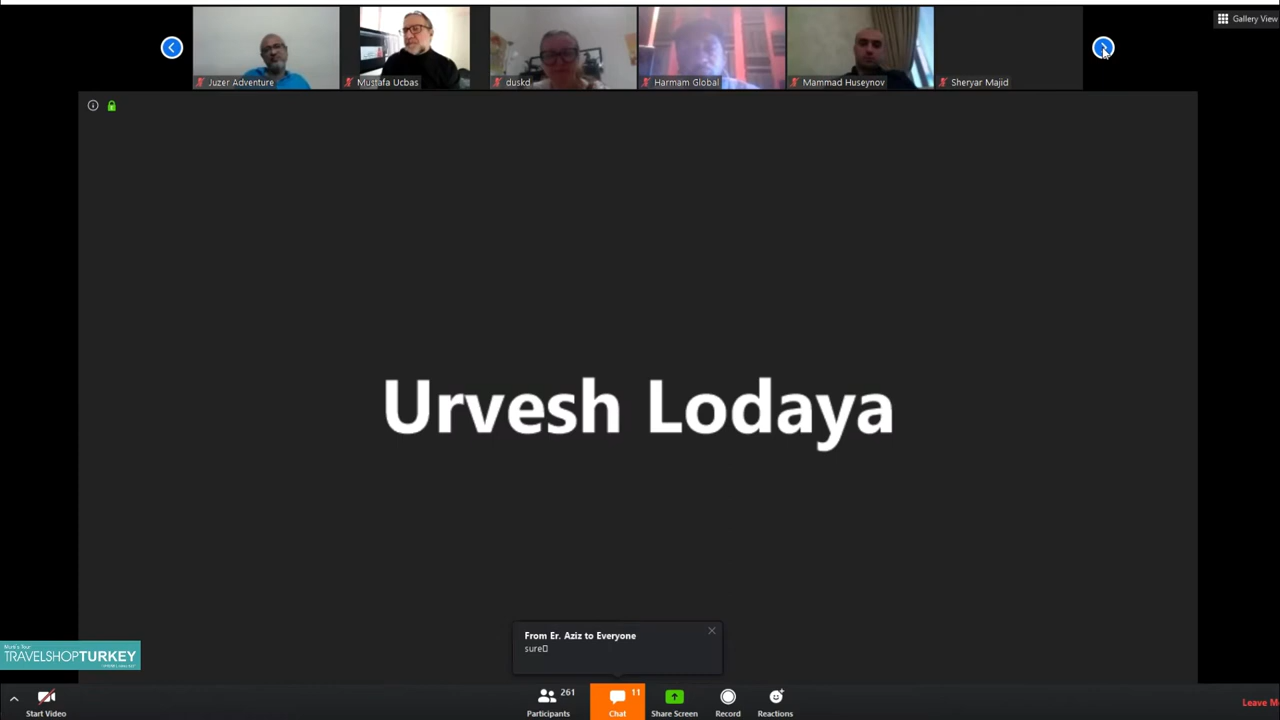 Gallery View
Juzer Adventure
Mustafa Ucbas
duskd
Harmam Global
Mammad Huseynov
Sheryar Majid
Urvesh Lodaya
From Er. Aziz to Everyone
sure
TRAVELSHOPTURKEY
Start Video
Participants
261
Chat
11
Share Screen
Record
Reactions
Leave M